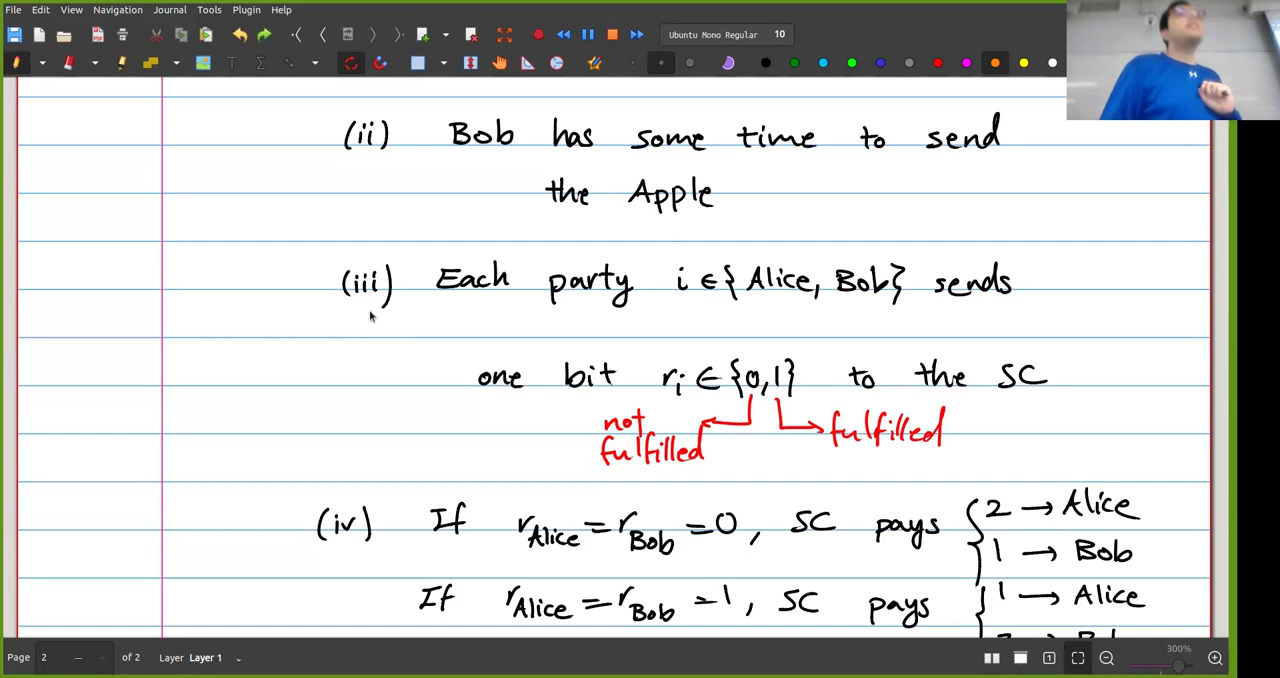 File Edit View Navigation Journal Tools Plugin Help
Ubuntu Mono Regular 10
(ii) Bob has some time to send
the Apple
(iii) Each party i ∈ {Alice, Bob} sends
one bit rᵢ ∈ {0,1} to the SC
not fulfilled
fulfilled
(iv) If r_Alice = r_Bob = 0, SC pays { 2 → Alice
1 → Bob
If r_Alice = r_Bob = 1, SC pays { 1 → Alice
Page 2 of 2 Layer Layer 1 300%